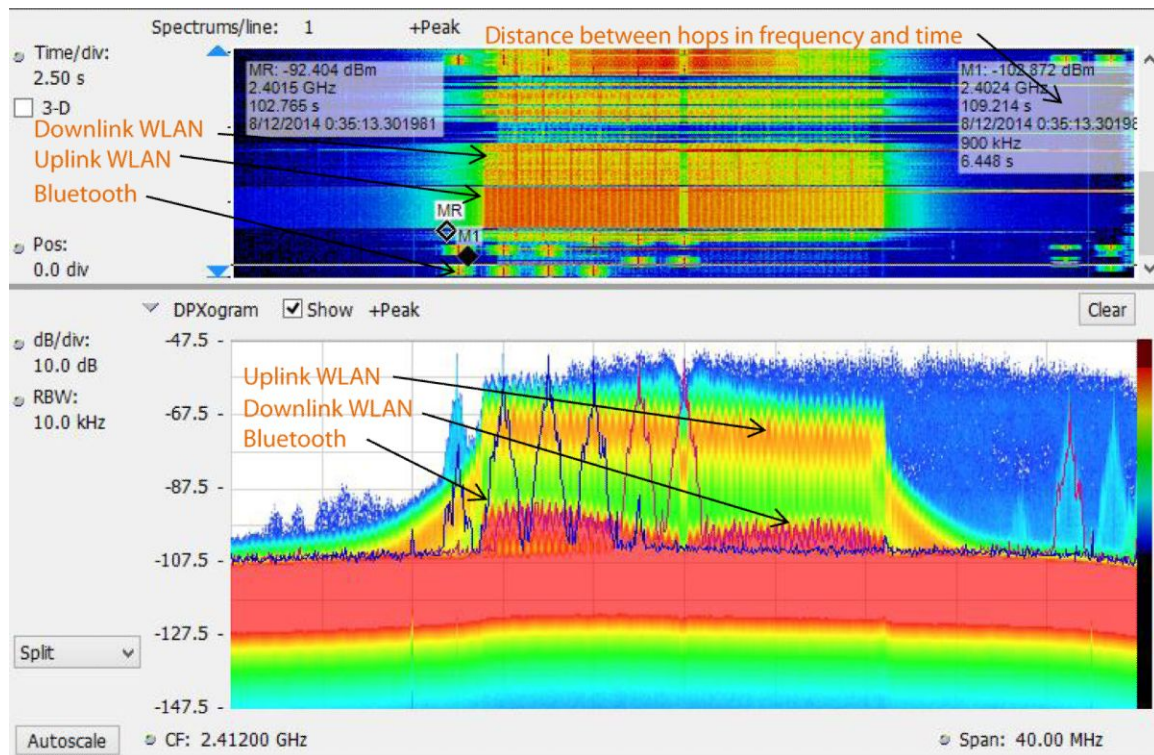 Spectrums/line: 1 +Peak
Distance between hops in frequency and time
Time/div:
2.50 s
3-D
MR: -92.404 dBm
2.4015 GHz
102.765 s
8/12/2014 0:35:13.301981
M1: -102.872 dBm
2.4024 GHz
109.214 s
8/12/2014 0:35:13.301981
900 kHz
6.448 s
Downlink WLAN
Uplink WLAN
Bluetooth
MR
M1
Pos:
0.0 div
DPXogram Show +Peak
Clear
dB/div:
10.0 dB
RBW:
10.0 kHz
-47.5
-67.5
-87.5
-107.5
-127.5
-147.5
Uplink WLAN
Downlink WLAN
Bluetooth
Split
Autoscale
CF: 2.41200 GHz
Span: 40.00 MHz